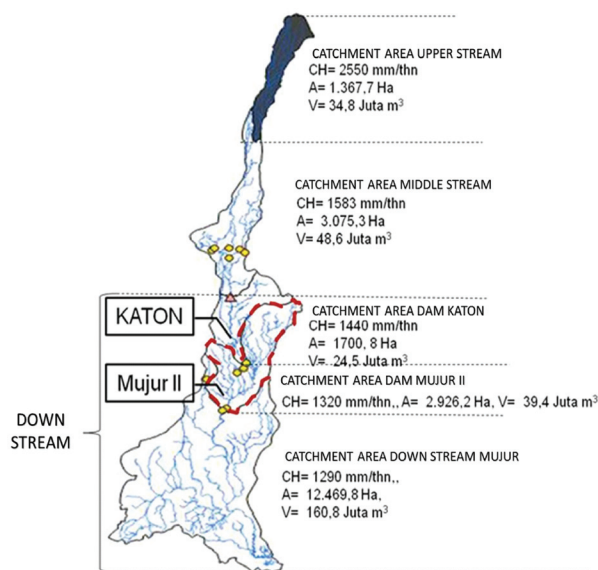 CATCHMENT AREA UPPER STREAM
CH= 2550 mm/thn
A= 1.367,7 Ha
V= 34,8 Juta m³
CATCHMENT AREA MIDDLE STREAM
CH= 1583 mm/thn
A= 3.075,3 Ha
V= 48,6 Juta m³
KATON
CATCHMENT AREA DAM KATON
CH= 1440 mm/thn
A= 1700, 8 Ha
V= 24,5 Juta m³
Mujur II
CATCHMENT AREA DAM MUJUR II
CH= 1320 mm/thn,, A= 2.926,2 Ha, V= 39,4 Juta m³
DOWN
STREAM
CATCHMENT AREA DOWN STREAM MUJUR
CH= 1290 mm/thn,,
A= 12.469,8 Ha,
V= 160,8 Juta m³